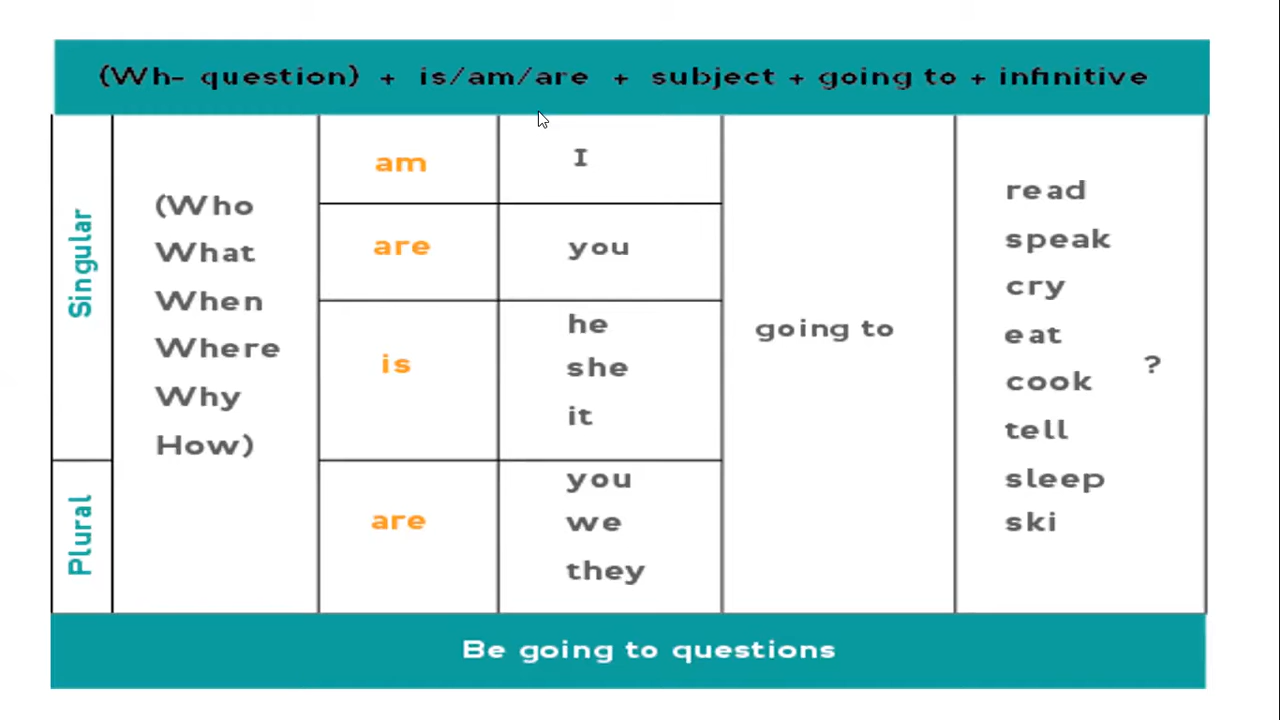 (Wh- question) + is/am/are + subject + going to + infinitive
Singular
(Who
What
When
Where
Why
How)
am
I
are
you
is
he
she
it
going to
read
speak
cry
eat
cook
tell
sleep
ski
?
Plural
are
you
we
they
Be going to questions